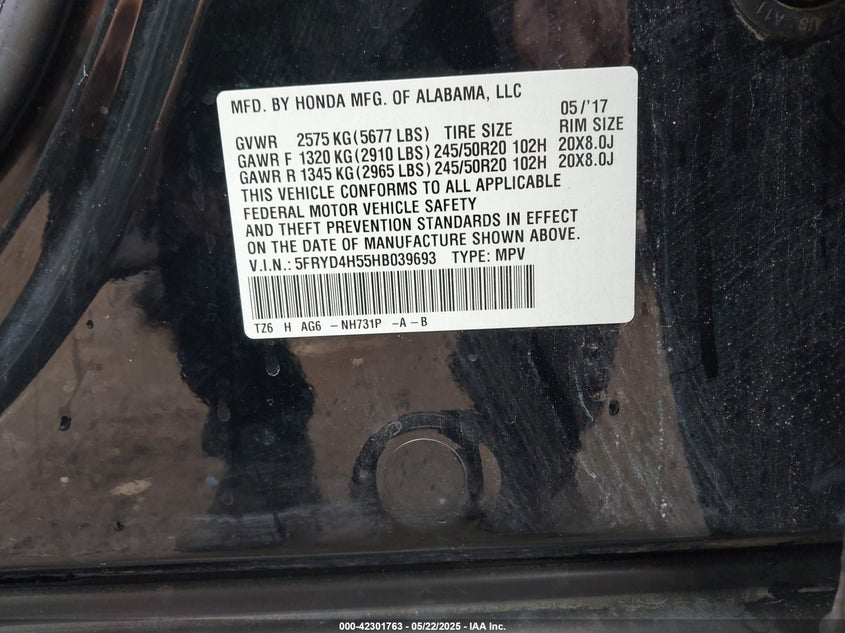 MFD. BY HONDA MFG. OF ALABAMA, LLC 05/'17
GVWR 2575 KG(5677 LBS) TIRE SIZE RIM SIZE
GAWR F 1320 KG(2910 LBS)245/50R20 102H 20X8.0J
GAWR R 1345 KG(2965 LBS)245/50R20 102H 20X8.0J
THIS VEHICLE CONFORMS TO ALL APPLICABLE
FEDERAL MOTOR VEHICLE SAFETY
AND THEFT PREVENTION STANDARDS IN EFFECT
ON THE DATE OF MANUFACTURE SHOWN ABOVE.
V.I.N.: 5FRYD4H55HB039693 TYPE: MPV
TZ6 H AG6 -NH731P -A-B
000-42301763 - 05/22/2025 - IAA Inc.